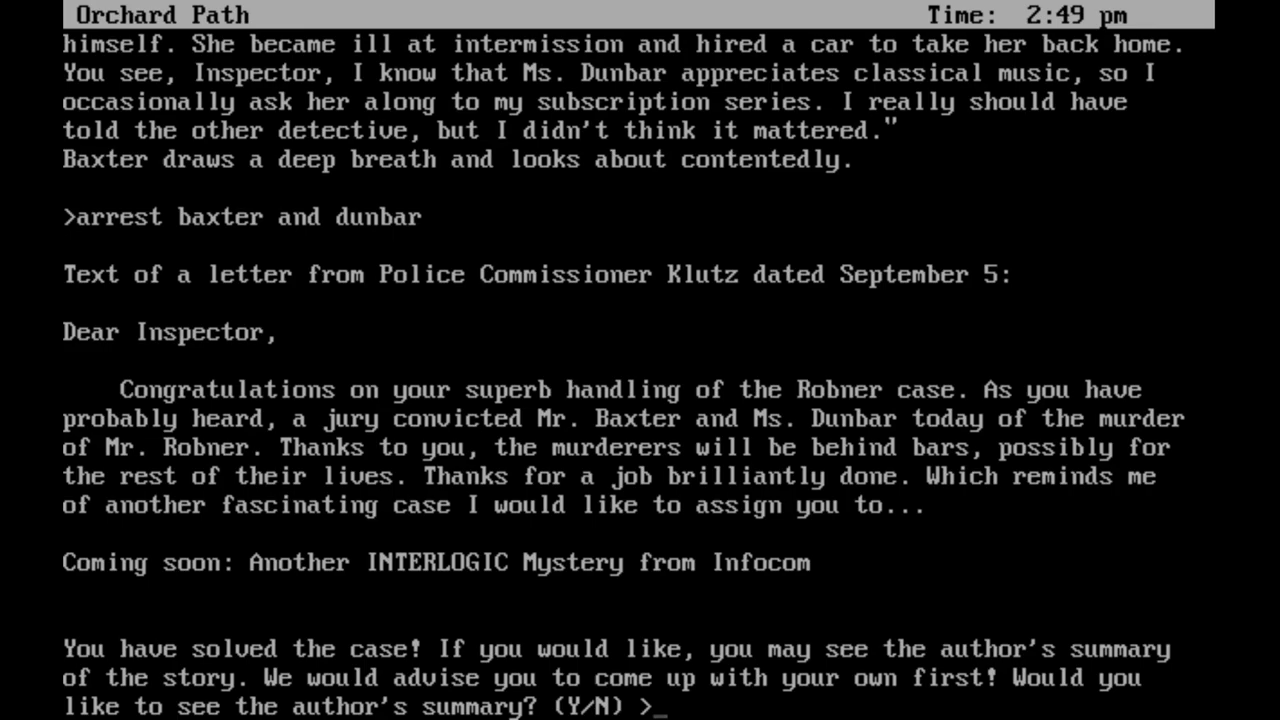 Orchard Path Time: 2:49 pm
himself. She became ill at intermission and hired a car to take her back home.
You see, Inspector, I know that Ms. Dunbar appreciates classical music, so I
occasionally ask her along to my subscription series. I really should have
told the other detective, but I didn't think it mattered."
Baxter draws a deep breath and looks about contentedly.
>arrest baxter and dunbar
Text of a letter from Police Commissioner Klutz dated September 5:
Dear Inspector,
Congratulations on your superb handling of the Robner case. As you have
probably heard, a jury convicted Mr. Baxter and Ms. Dunbar today of the murder
of Mr. Robner. Thanks to you, the murderers will be behind bars, possibly for
the rest of their lives. Thanks for a job brilliantly done. Which reminds me
of another fascinating case I would like to assign you to...
Coming soon: Another INTERLOGIC Mystery from Infocom
You have solved the case! If you would like, you may see the author's summary
of the story. We would advise you to come up with your own first! Would you
like to see the author's summary? (Y/N) >_